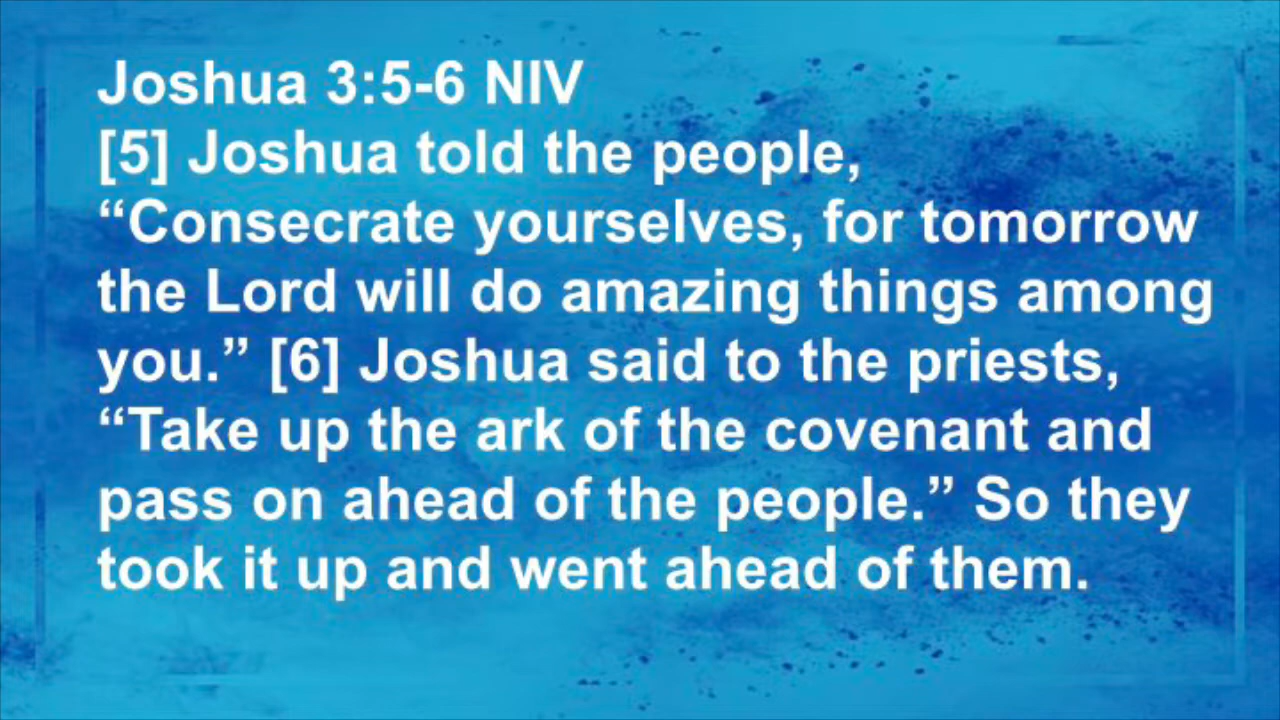 Joshua 3:5-6 NIV
[5] Joshua told the people,
“Consecrate yourselves, for tomorrow
the Lord will do amazing things among
you.” [6] Joshua said to the priests,
“Take up the ark of the covenant and
pass on ahead of the people.” So they
took it up and went ahead of them.